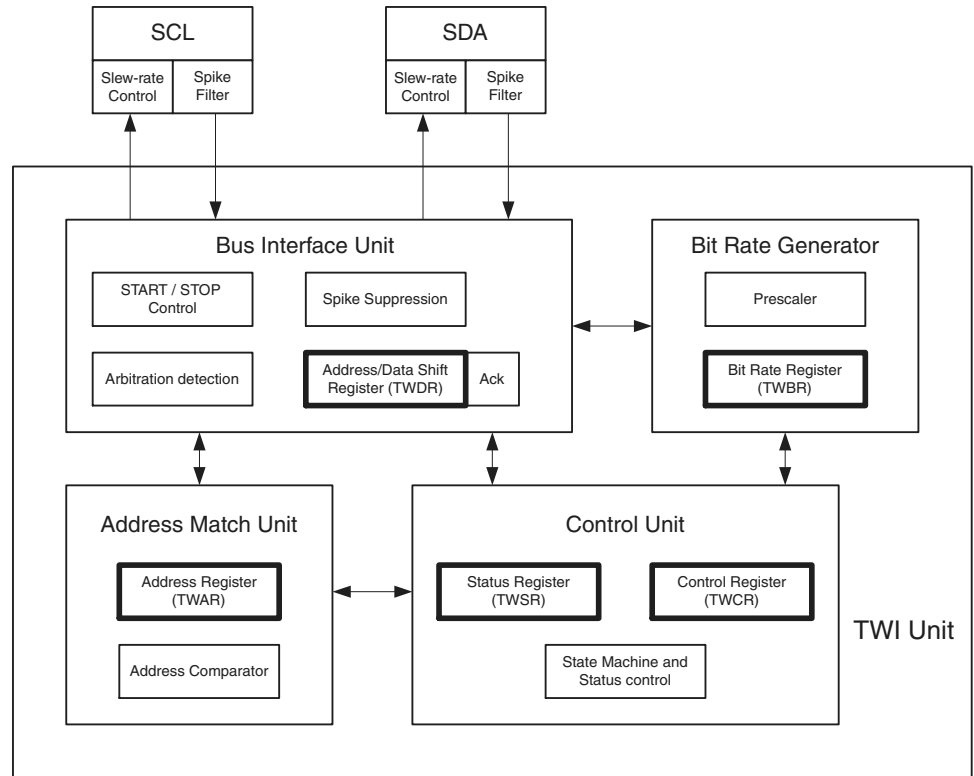 SCL
Slew-rate
Control
Spike
Filter
SDA
Slew-rate
Control
Spike
Filter
Bus Interface Unit
START / STOP
Control
Spike Suppression
Arbitration detection
Address/Data Shift
Register (TWDR)
Ack
Bit Rate Generator
Prescaler
Bit Rate Register
(TWBR)
Address Match Unit
Address Register
(TWAR)
Address Comparator
Control Unit
Status Register
(TWSR)
Control Register
(TWCR)
State Machine and
Status control
TWI Unit